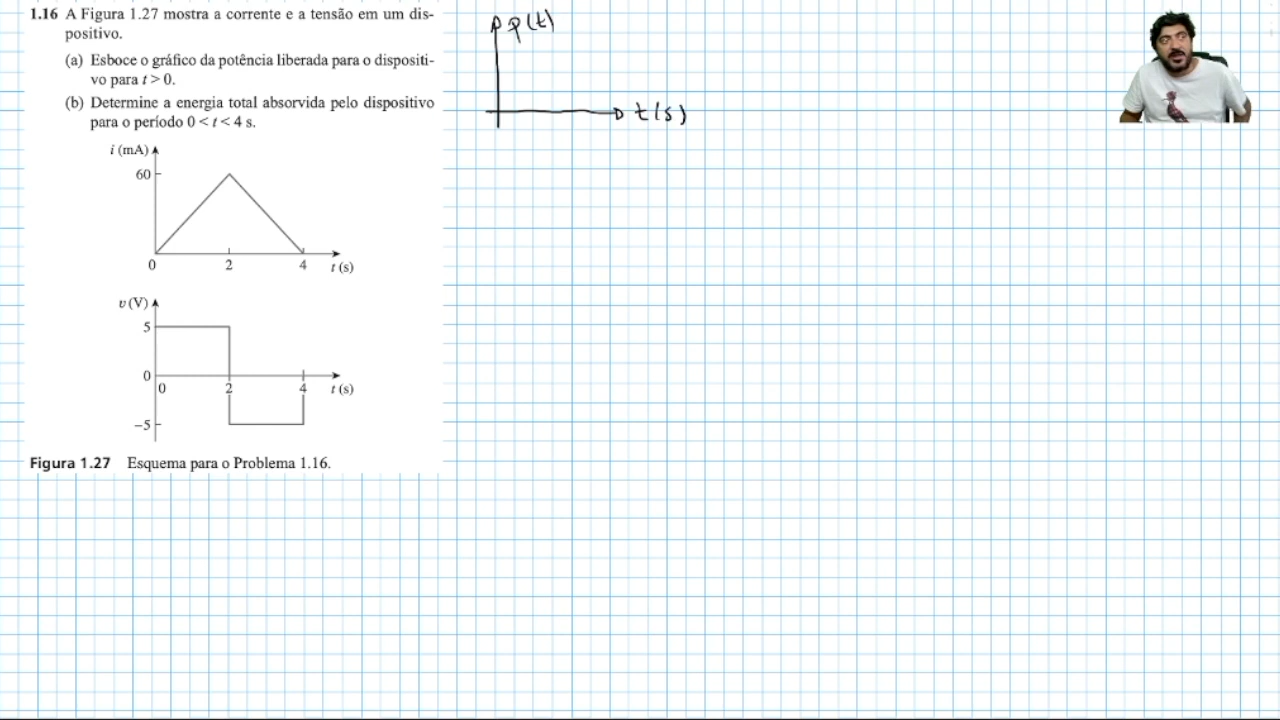 1.16 A Figura 1.27 mostra a corrente e a tensão em um dis-
positivo.
(a) Esboce o gráfico da potência liberada para o dispositi-
vo para t > 0.
(b) Determine a energia total absorvida pelo dispositivo
para o período 0 < t < 4 s.
i (mA)
60
0 2 4 t (s)
v (V)
5
0
0 2 4 t (s)
–5
Figura 1.27 Esquema para o Problema 1.16.
p(t)
t(s)